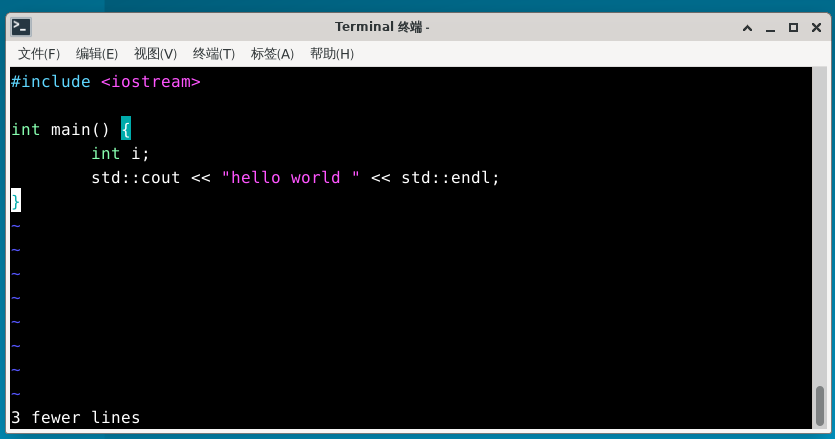 Terminal 终端 -
文件(F) 编辑(E) 视图(V) 终端(T) 标签(A) 帮助(H)
#include <iostream>
int main() {
        int i;
        std::cout << "hello world " << std::endl;
}
~
~
~
~
~
~
~
~
3 fewer lines